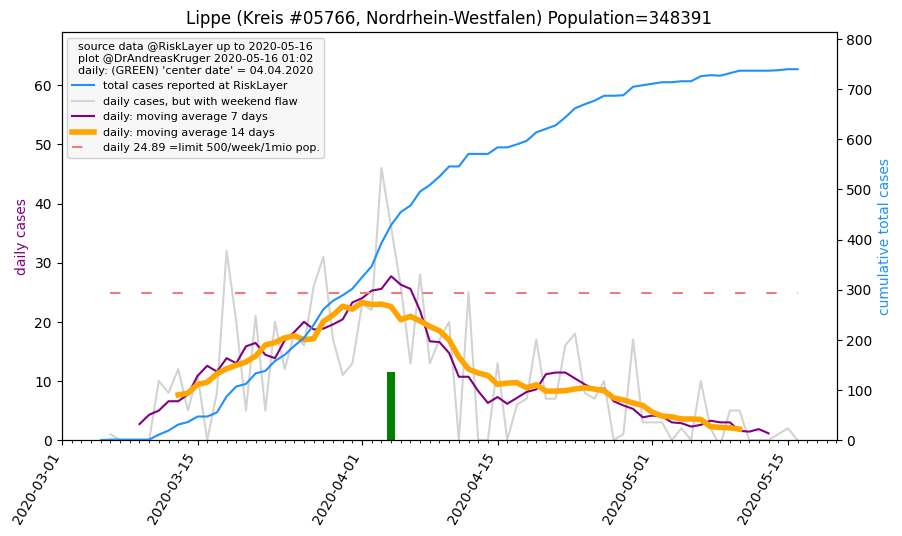 Lippe (Kreis #05766, Nordrhein-Westfalen) Population=348391
source data @RiskLayer up to 2020-05-16
plot @DrAndreasKruger 2020-05-16 01:02
daily: (GREEN) 'center date' = 04.04.2020
total cases reported at RiskLayer
daily cases, but with weekend flaw
daily: moving average 7 days
daily: moving average 14 days
daily 24.89 =limit 500/week/1mio pop.
daily cases
60
50
40
30
20
10
0
cumulative total cases
800
700
600
500
400
300
200
100
0
2020-03-01
2020-03-15
2020-04-01
2020-04-15
2020-05-01
2020-05-15